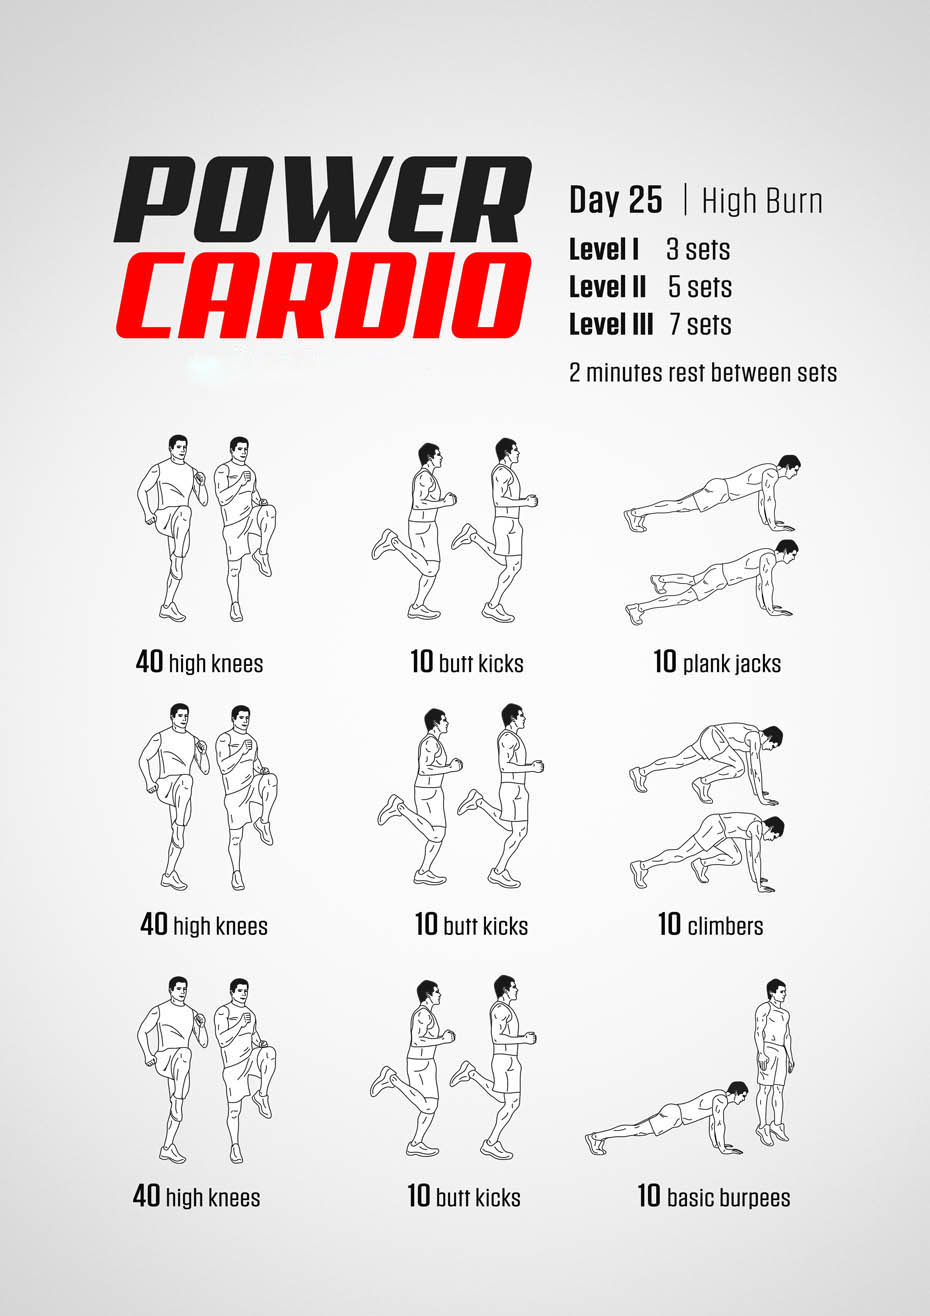 POWER
CARDIO
Day 25 | High Burn
Level I 3 sets
Level II 5 sets
Level III 7 sets
2 minutes rest between sets
40 high knees
10 butt kicks
10 plank jacks
40 high knees
10 butt kicks
10 climbers
40 high knees
10 butt kicks
10 basic burpees